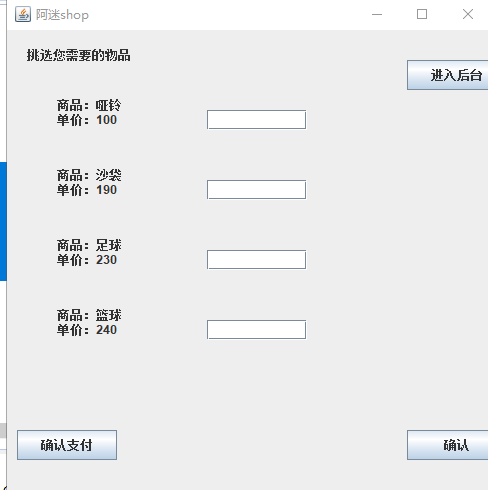 阿迷shop
挑选您需要的物品
进入后台
商品：哑铃
单价：100
商品：沙袋
单价：190
商品：足球
单价：230
商品：篮球
单价：240
确认支付
确认